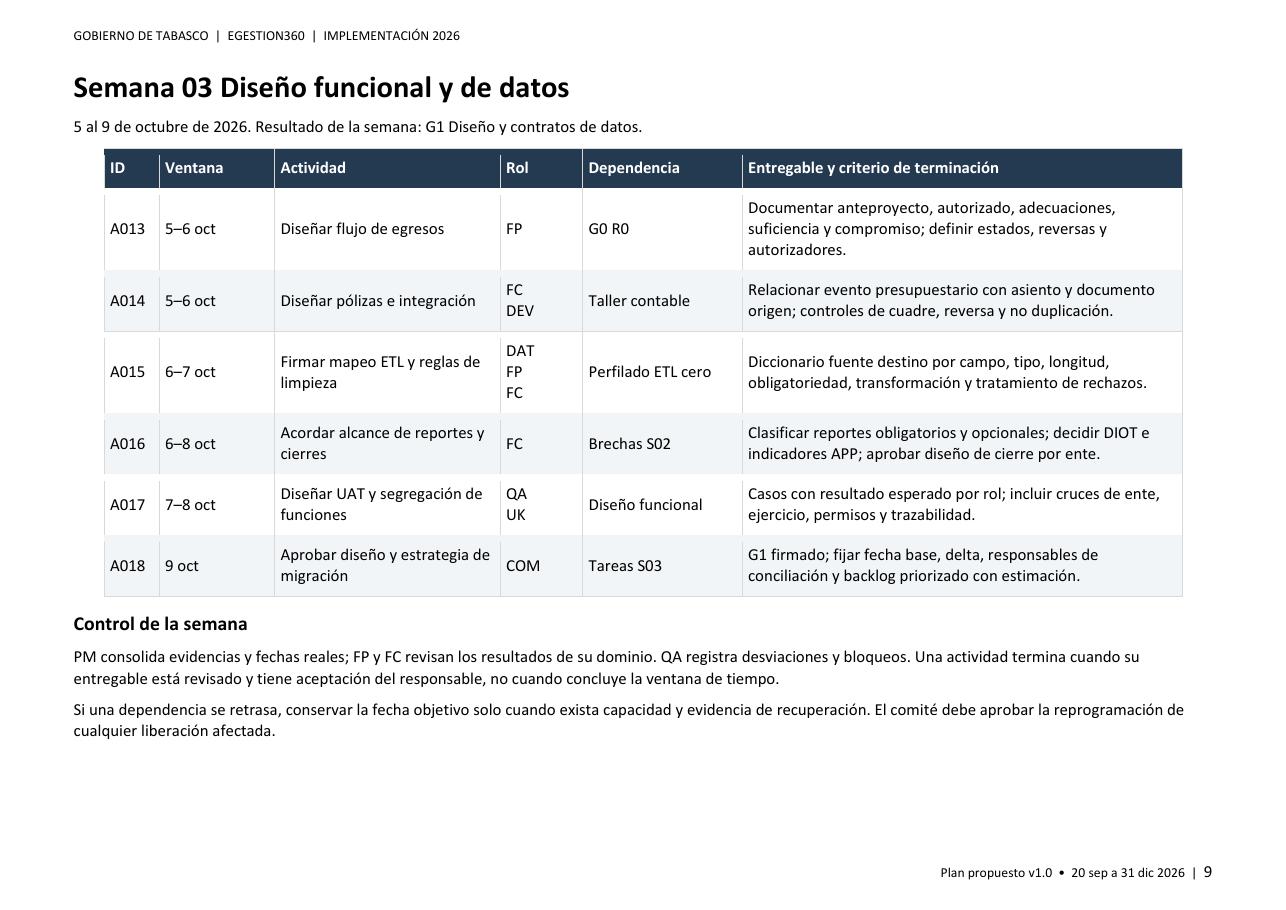 GOBIERNO DE TABASCO | EGESTION360 | IMPLEMENTACIÓN 2026
Semana 03 Diseño funcional y de datos
5 al 9 de octubre de 2026. Resultado de la semana: G1 Diseño y contratos de datos.
ID Ventana Actividad Rol Dependencia Entregable y criterio de terminación
A013 5–6 oct Diseñar flujo de egresos FP G0 R0 Documentar anteproyecto, autorizado, adecuaciones,
suficiencia y compromiso; definir estados, reversas y
autorizadores.
A014 5–6 oct Diseñar pólizas e integración FC
DEV
Taller contable Relacionar evento presupuestario con asiento y documento
origen; controles de cuadre, reversa y no duplicación.
A015 6–7 oct Firmar mapeo ETL y reglas de
limpieza
DAT
FP
FC
Perfilado ETL cero Diccionario fuente destino por campo, tipo, longitud,
obligatoriedad, transformación y tratamiento de rechazos.
A016 6–8 oct Acordar alcance de reportes y
cierres
FC Brechas S02 Clasificar reportes obligatorios y opcionales; decidir DIOT e
indicadores APP; aprobar diseño de cierre por ente.
A017 7–8 oct Diseñar UAT y segregación de
funciones
QA
UK
Diseño funcional Casos con resultado esperado por rol; incluir cruces de ente,
ejercicio, permisos y trazabilidad.
A018 9 oct Aprobar diseño y estrategia de
migración
COM Tareas S03 G1 firmado; fijar fecha base, delta, responsables de
conciliación y backlog priorizado con estimación.
Control de la semana
PM consolida evidencias y fechas reales; FP y FC revisan los resultados de su dominio. QA registra desviaciones y bloqueos. Una actividad termina cuando su
entregable está revisado y tiene aceptación del responsable, no cuando concluye la ventana de tiempo.
Si una dependencia se retrasa, conservar la fecha objetivo solo cuando exista capacidad y evidencia de recuperación. El comité debe aprobar la reprogramación de
cualquier liberación afectada.
Plan propuesto v1.0 • 20 sep a 31 dic 2026 | 9